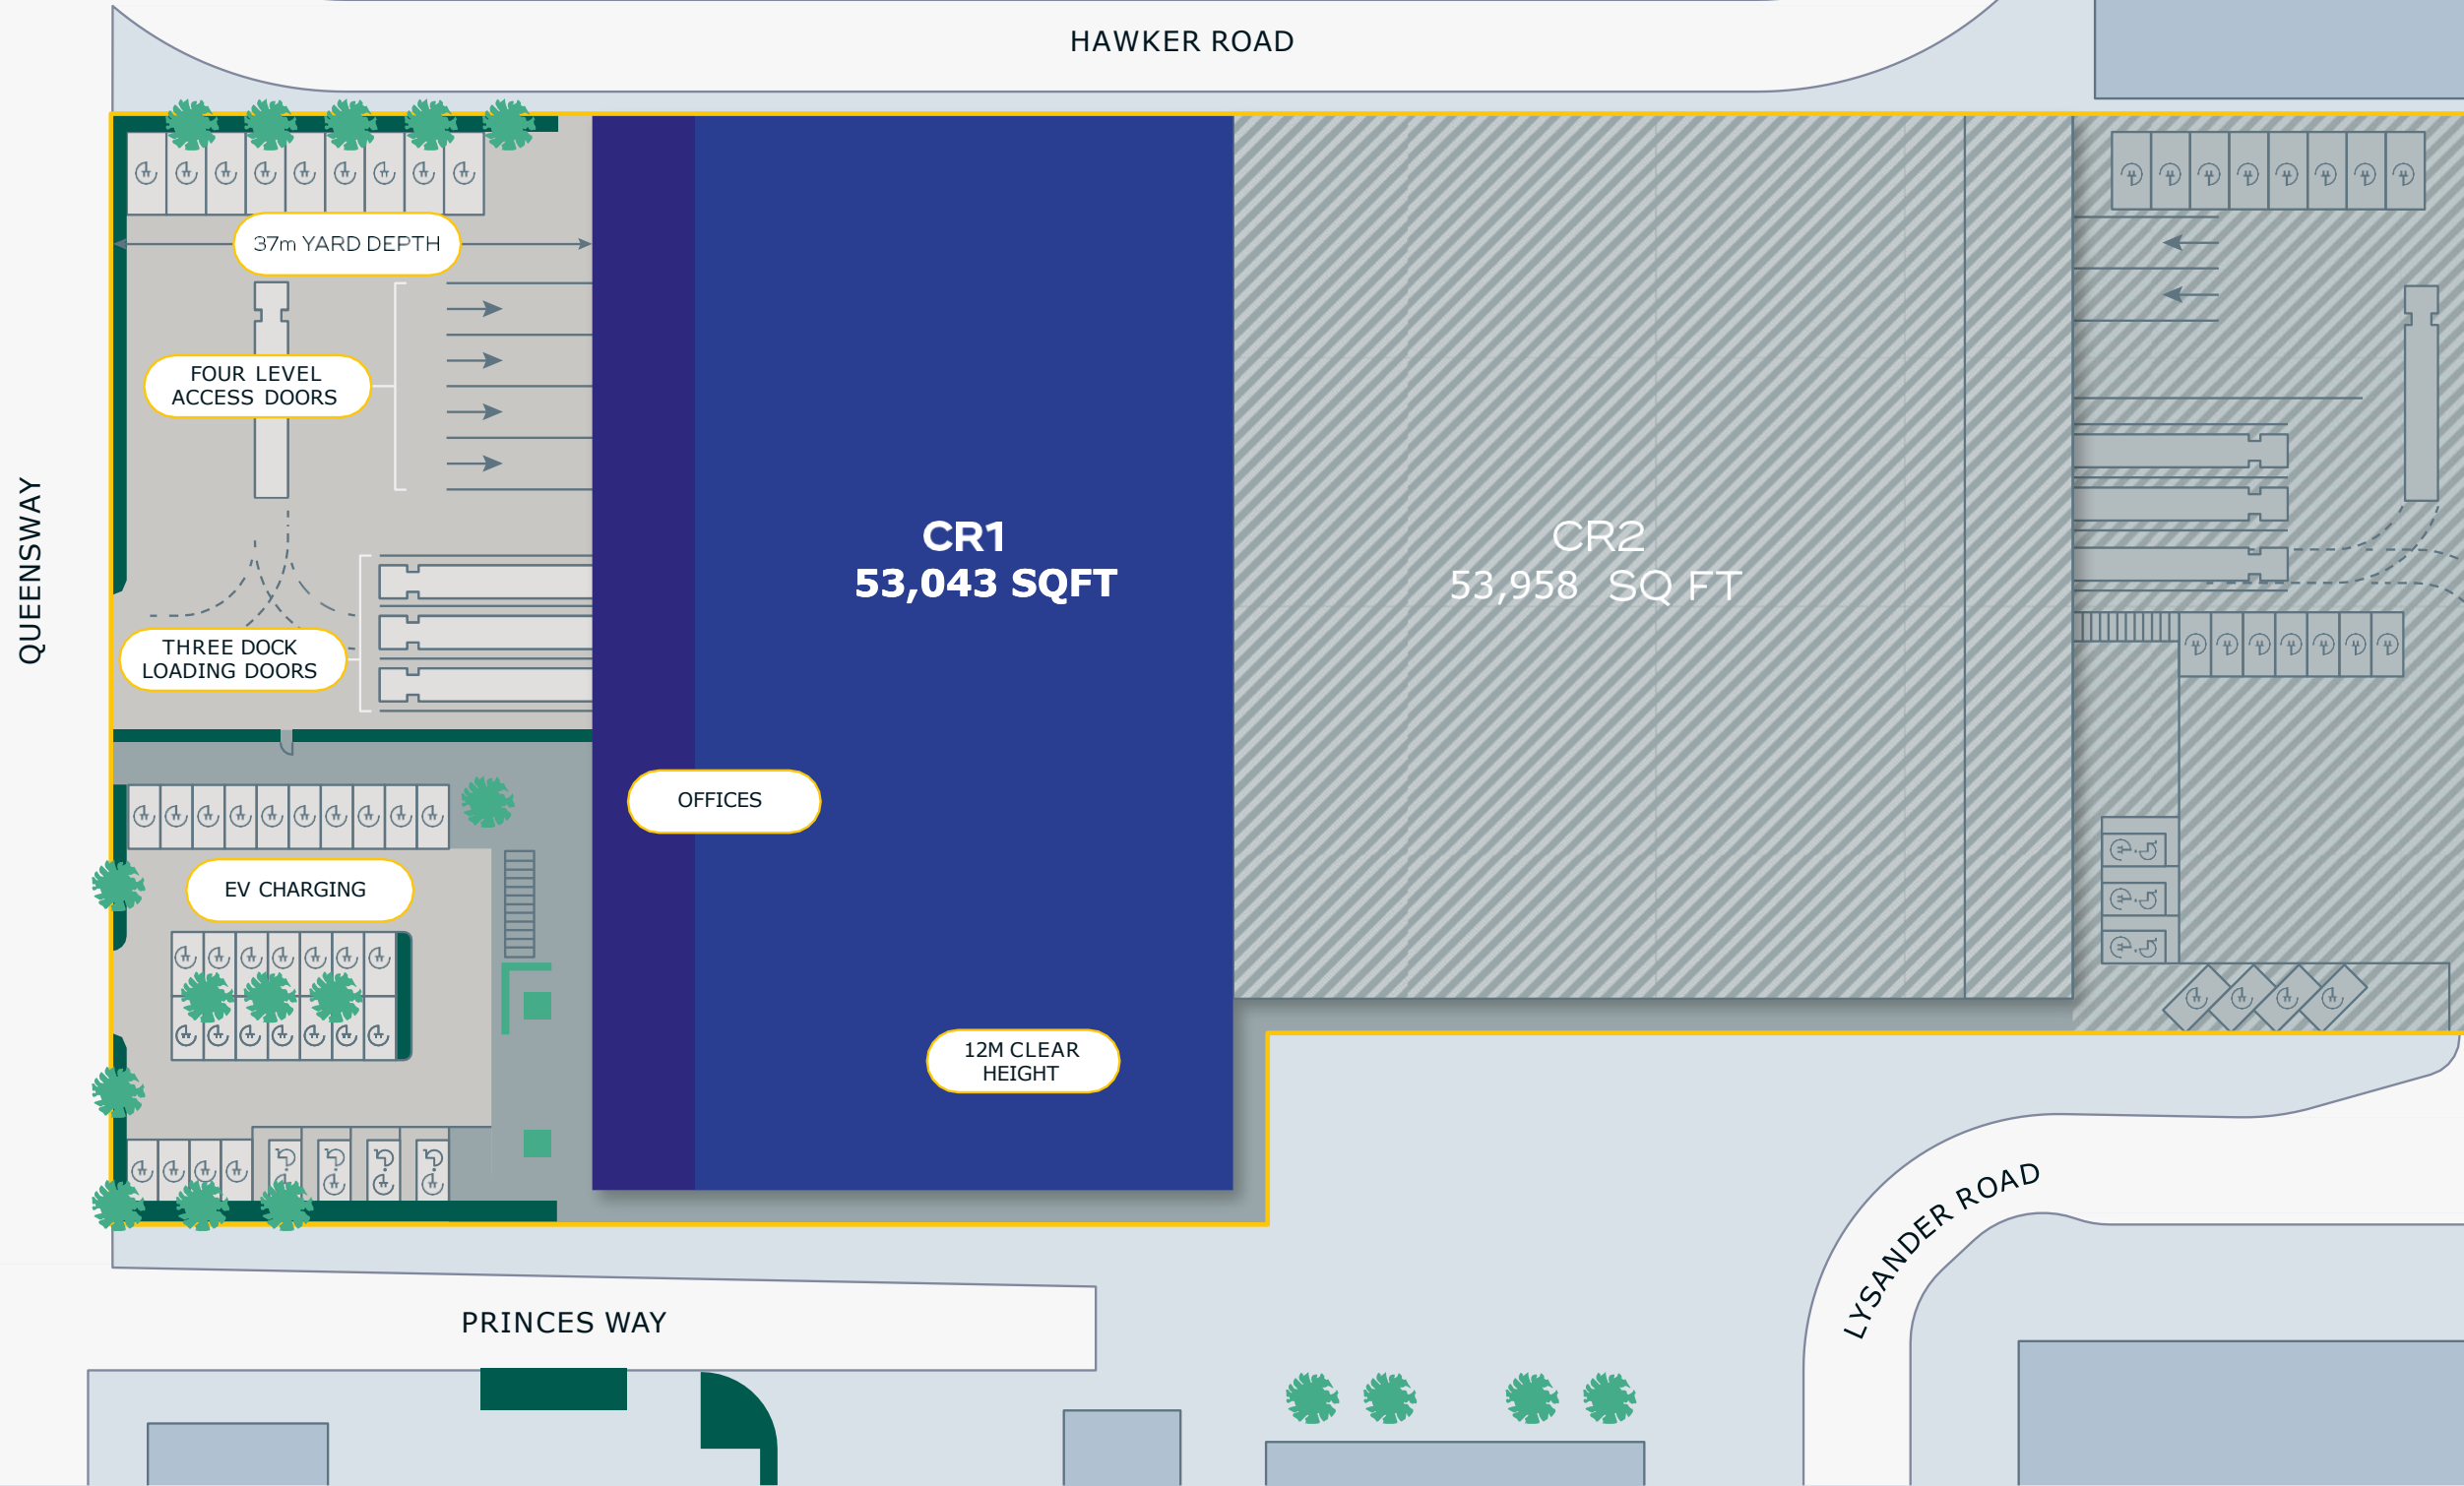 HAWKER ROAD
37m YARD DEPTH
FOUR LEVEL
ACCESS DOORS
QUEENSWAY
CR1
53,043 SQFT
CR2
53,958 SQ FT
THREE DOCK
LOADING DOORS
OFFICES
EV CHARGING
12M CLEAR
HEIGHT
LYSANDER ROAD
PRINCES WAY